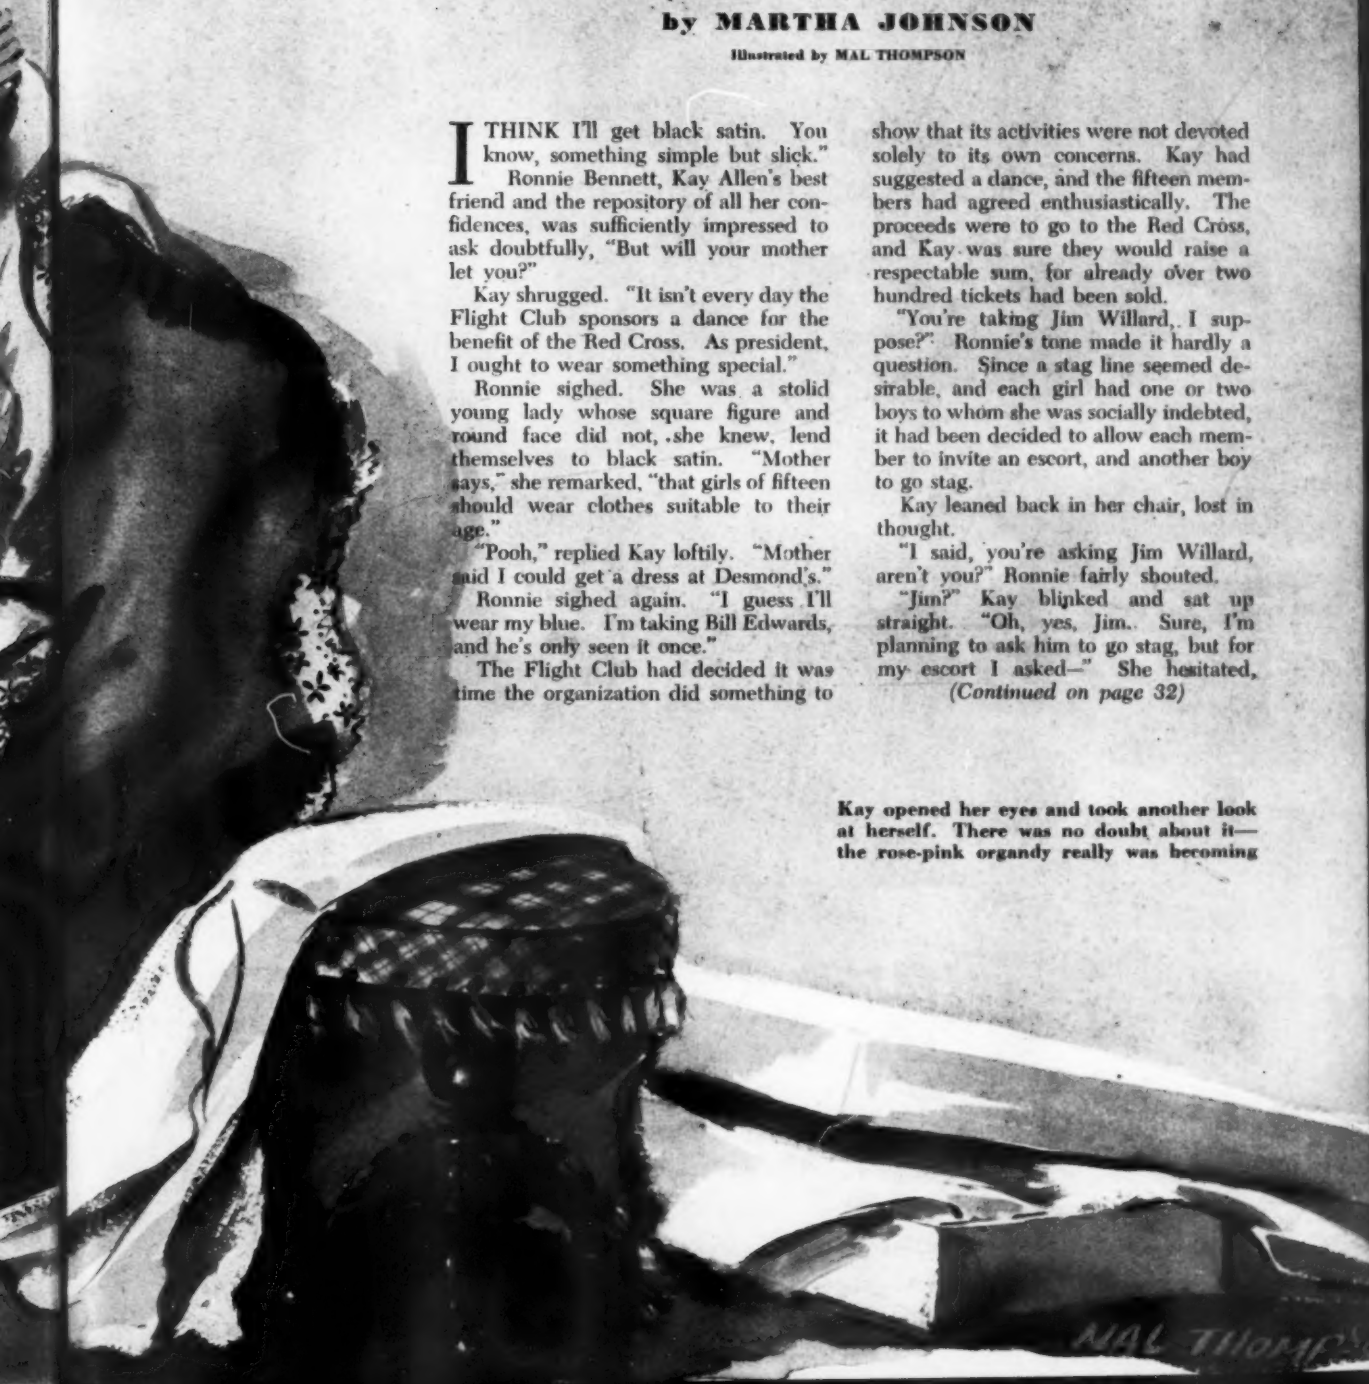 by MARTHA JOHNSON
Illustrated by MAL THOMPSON
I THINK I'll get black satin. You
know, something simple but slick."
Ronnie Bennett, Kay Allen's best
friend and the repository of all her con-
fidences, was sufficiently impressed to
ask doubtfully, "But will your mother
let you?"
Kay shrugged. "It isn't every day the
Flight Club sponsors a dance for the
benefit of the Red Cross. As president,
I ought to wear something special."
Ronnie sighed. She was a stolid
young lady whose square figure and
round face did not, she knew, lend
themselves to black satin. "Mother
says," she remarked, "that girls of fifteen
should wear clothes suitable to their
age."
"Pooh," replied Kay loftily. "Mother
said I could get a dress at Desmond's."
Ronnie sighed again. "I guess I'll
wear my blue. I'm taking Bill Edwards,
and he's only seen it once."
The Flight Club had decided it was
time the organization did something to
show that its activities were not devoted
solely to its own concerns. Kay had
suggested a dance, and the fifteen mem-
bers had agreed enthusiastically. The
proceeds were to go to the Red Cross,
and Kay was sure they would raise a
respectable sum, for already over two
hundred tickets had been sold.
"You're taking Jim Willard, I sup-
pose?" Ronnie's tone made it hardly a
question. Since a stag line seemed de-
sirable, and each girl had one or two
boys to whom she was socially indebted,
it had been decided to allow each mem-
ber to invite an escort, and another boy
to go stag.
Kay leaned back in her chair, lost in
thought.
"I said, you're asking Jim Willard,
aren't you?" Ronnie fairly shouted.
"Jim?" Kay blinked and sat up
straight. "Oh, yes, Jim. Sure, I'm
planning to ask him to go stag, but for
my escort I asked—" She hesitated,
(Continued on page 32)
Kay opened her eyes and took another look
at herself. There was no doubt about it—
the rose-pink organdy really was becoming
MAL THOMPS